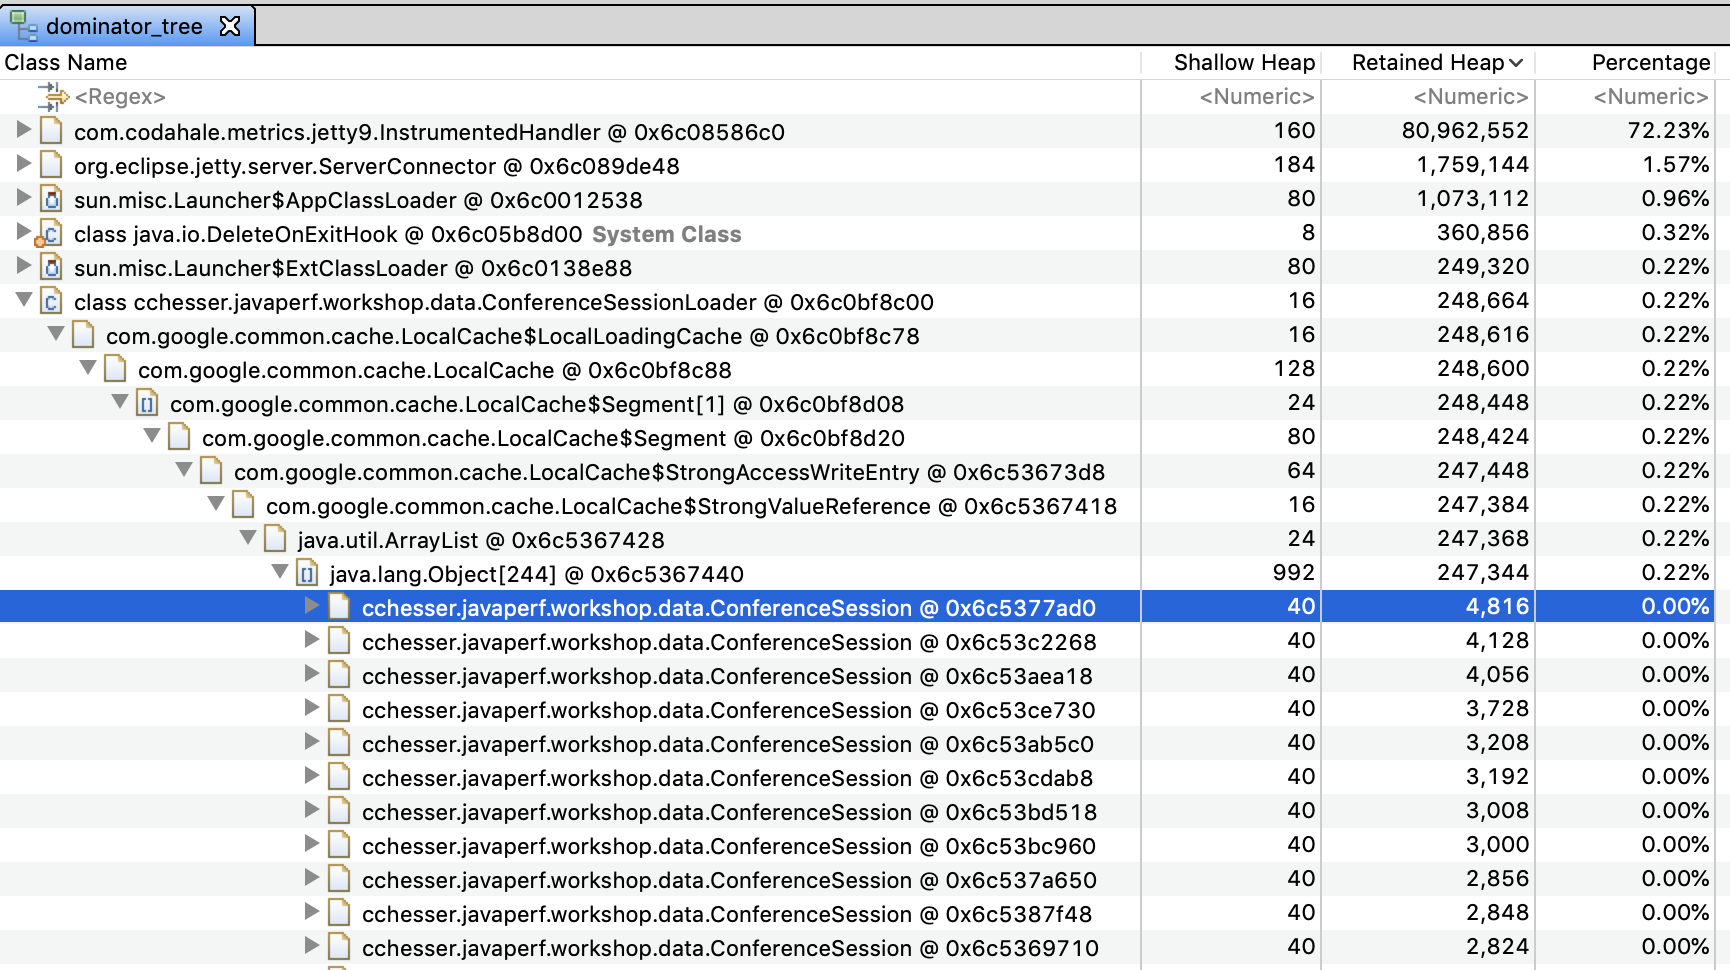 dominator_tree
Class Name Shallow Heap Retained Heap Percentage
<Regex> <Numeric> <Numeric> <Numeric>
com.codahale.metrics.jetty9.InstrumentedHandler @ 0x6c08586c0 160 80,962,552 72.23%
org.eclipse.jetty.server.ServerConnector @ 0x6c089de48 184 1,759,144 1.57%
sun.misc.Launcher$AppClassLoader @ 0x6c0012538 80 1,073,112 0.96%
class java.io.DeleteOnExitHook @ 0x6c05b8d00 System Class 8 360,856 0.32%
sun.misc.Launcher$ExtClassLoader @ 0x6c0138e88 80 249,320 0.22%
class cchesser.javaperf.workshop.data.ConferenceSessionLoader @ 0x6c0bf8c00 16 248,664 0.22%
com.google.common.cache.LocalCache$LocalLoadingCache @ 0x6c0bf8c78 16 248,616 0.22%
com.google.common.cache.LocalCache @ 0x6c0bf8c88 128 248,600 0.22%
com.google.common.cache.LocalCache$Segment[1] @ 0x6c0bf8d08 24 248,448 0.22%
com.google.common.cache.LocalCache$Segment @ 0x6c0bf8d20 80 248,424 0.22%
com.google.common.cache.LocalCache$StrongAccessWriteEntry @ 0x6c53673d8 64 247,448 0.22%
com.google.common.cache.LocalCache$StrongValueReference @ 0x6c5367418 16 247,384 0.22%
java.util.ArrayList @ 0x6c5367428 24 247,368 0.22%
java.lang.Object[244] @ 0x6c5367440 992 247,344 0.22%
cchesser.javaperf.workshop.data.ConferenceSession @ 0x6c5377ad0 40 4,816 0.00%
cchesser.javaperf.workshop.data.ConferenceSession @ 0x6c53c2268 40 4,128 0.00%
cchesser.javaperf.workshop.data.ConferenceSession @ 0x6c53aea18 40 4,056 0.00%
cchesser.javaperf.workshop.data.ConferenceSession @ 0x6c53ce730 40 3,728 0.00%
cchesser.javaperf.workshop.data.ConferenceSession @ 0x6c53ab5c0 40 3,208 0.00%
cchesser.javaperf.workshop.data.ConferenceSession @ 0x6c53cdab8 40 3,192 0.00%
cchesser.javaperf.workshop.data.ConferenceSession @ 0x6c53bd518 40 3,008 0.00%
cchesser.javaperf.workshop.data.ConferenceSession @ 0x6c53bc960 40 3,000 0.00%
cchesser.javaperf.workshop.data.ConferenceSession @ 0x6c537a650 40 2,856 0.00%
cchesser.javaperf.workshop.data.ConferenceSession @ 0x6c5387f48 40 2,848 0.00%
cchesser.javaperf.workshop.data.ConferenceSession @ 0x6c5369710 40 2,824 0.00%